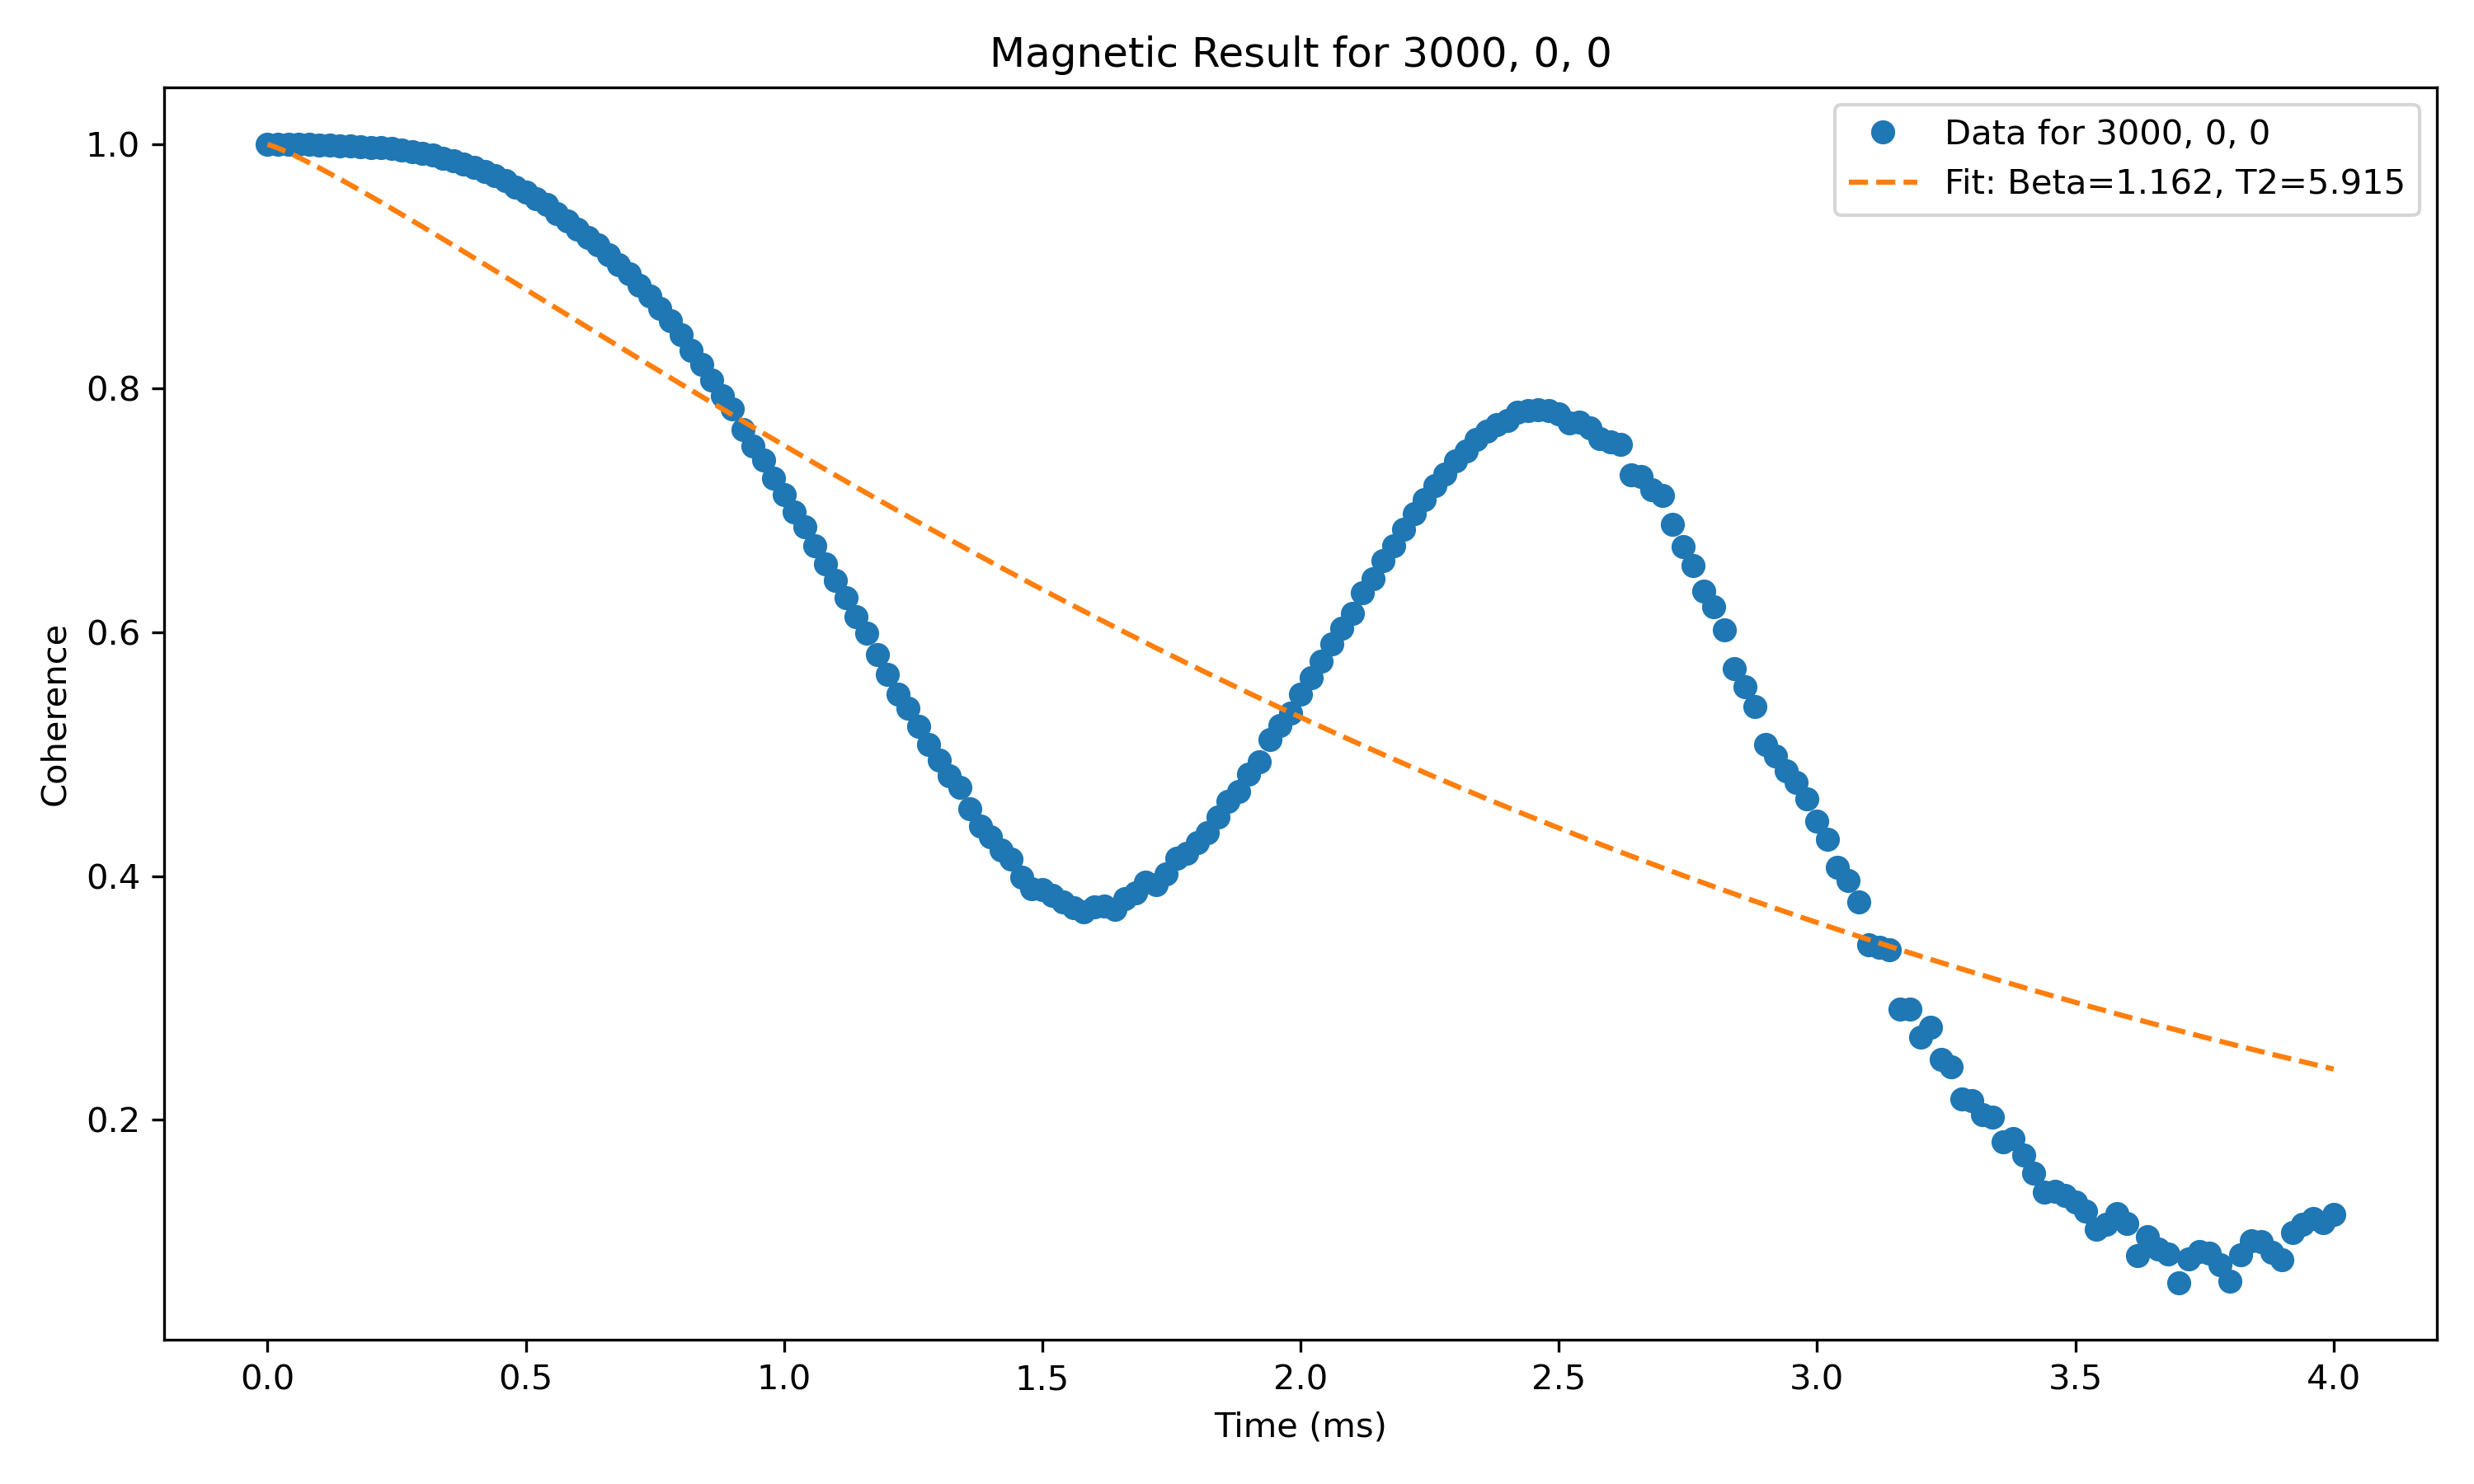 Magnetic Result for 3000, 0, 0
Data for 3000, 0, 0
Fit: Beta=1.162, T2=5.915
Coherence
1.0
0.8
0.6
0.4
0.2
0.0 0.5 1.0 1.5 2.0 2.5 3.0 3.5 4.0
Time (ms)